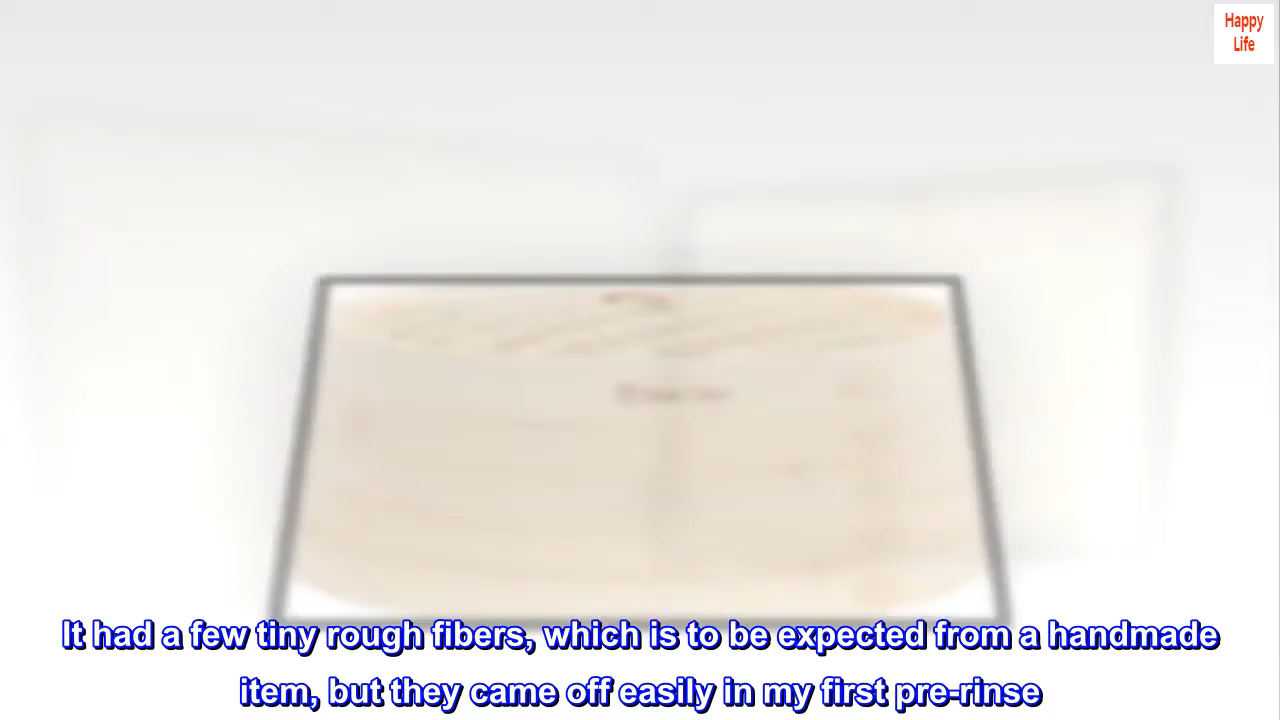 Happy
Life
It had a few tiny rough fibers, which is to be expected from a handmade
item, but they came off easily in my first pre-rinse